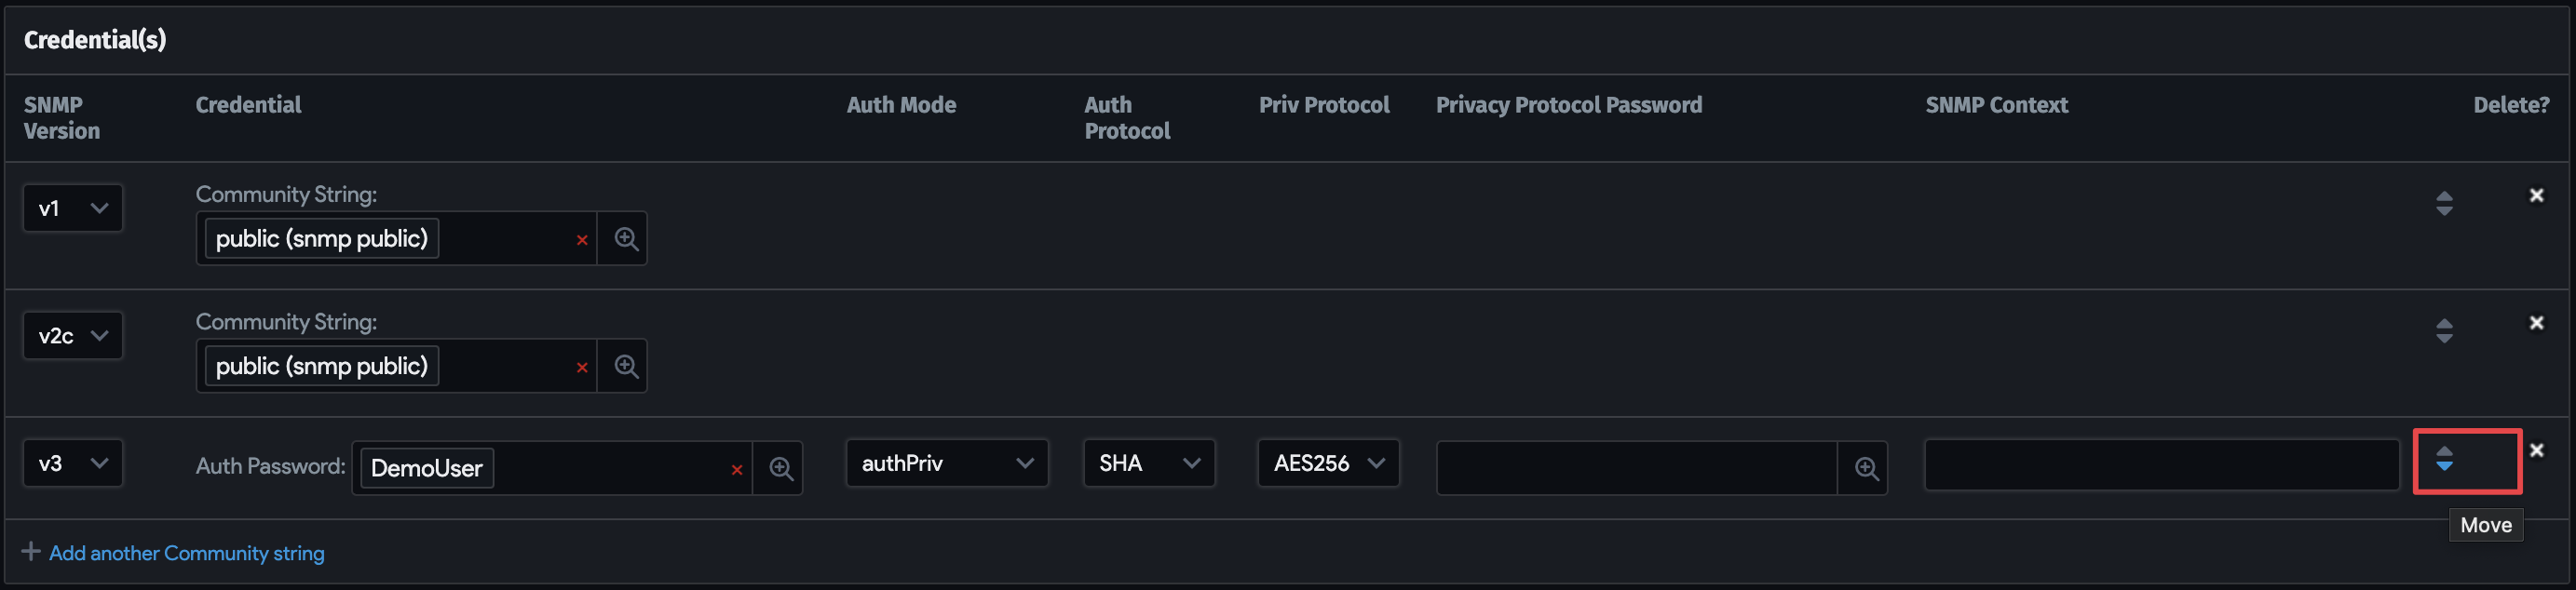 Credential(s)
SNMP Version Credential Auth Mode Auth Protocol Priv Protocol Privacy Protocol Password SNMP Context Delete?
Community String:
v1 public (snmp public) ×
Community String:
v2c public (snmp public) ×
v3 Auth Password: DemoUser × authPriv SHA AES256
Move
+ Add another Community string